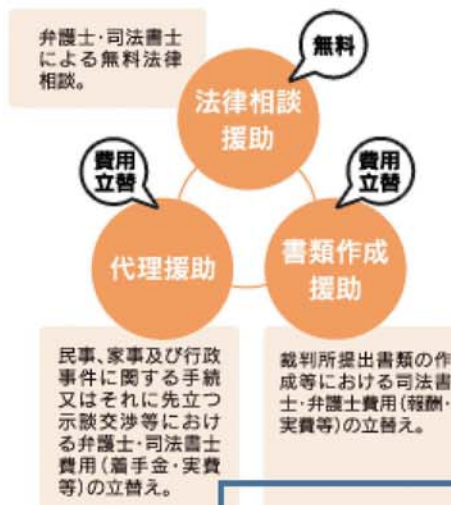 弁護士・司法書士
による無料法律
相談。
無料
法律相談
援助
費用
立替
費用
立替
代理援助
書類作成
援助
民事、家事及び行政
事件に関する手続
又はそれに先立つ
示談交渉等におけ
る弁護士・司法書士
費用(着手金・実費
等)の立替え。
裁判所提出書類の作
成等における司法書
士・弁護士費用(報酬・
実費等)の立替え。